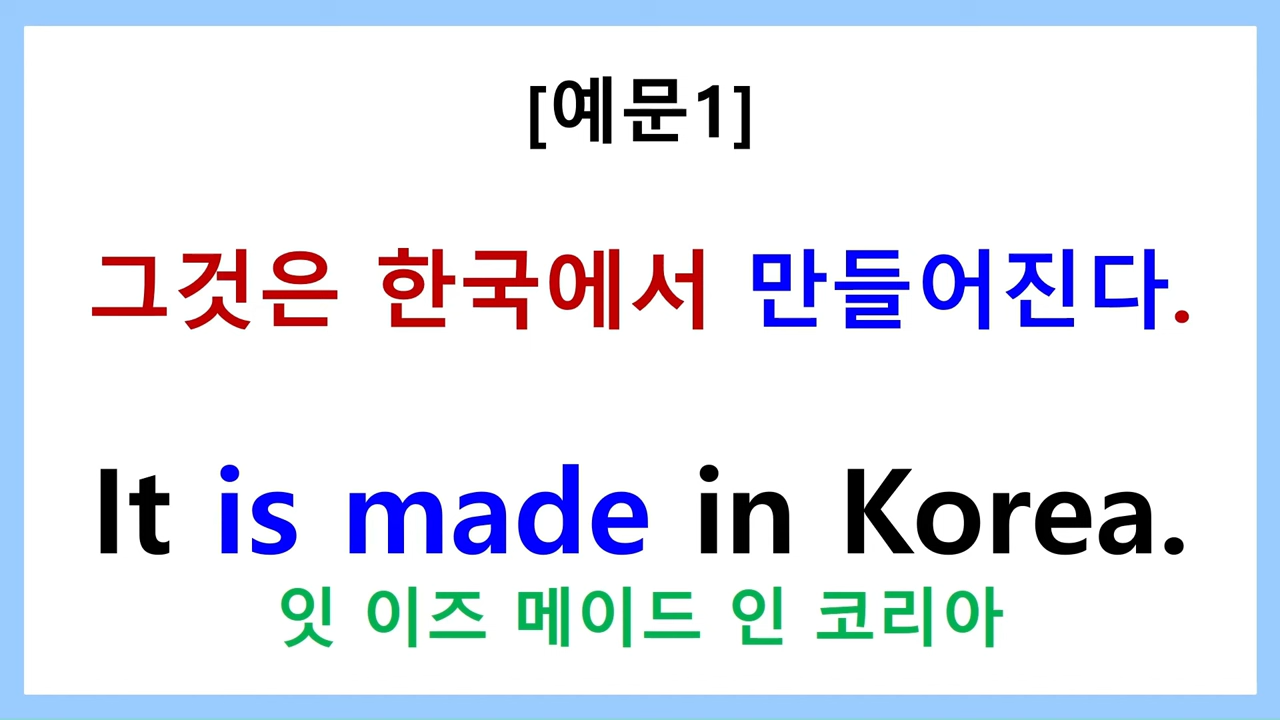 [예문1]
그것은 한국에서 만들어진다.
It is made in Korea.
잇 이즈 메이드 인 코리아